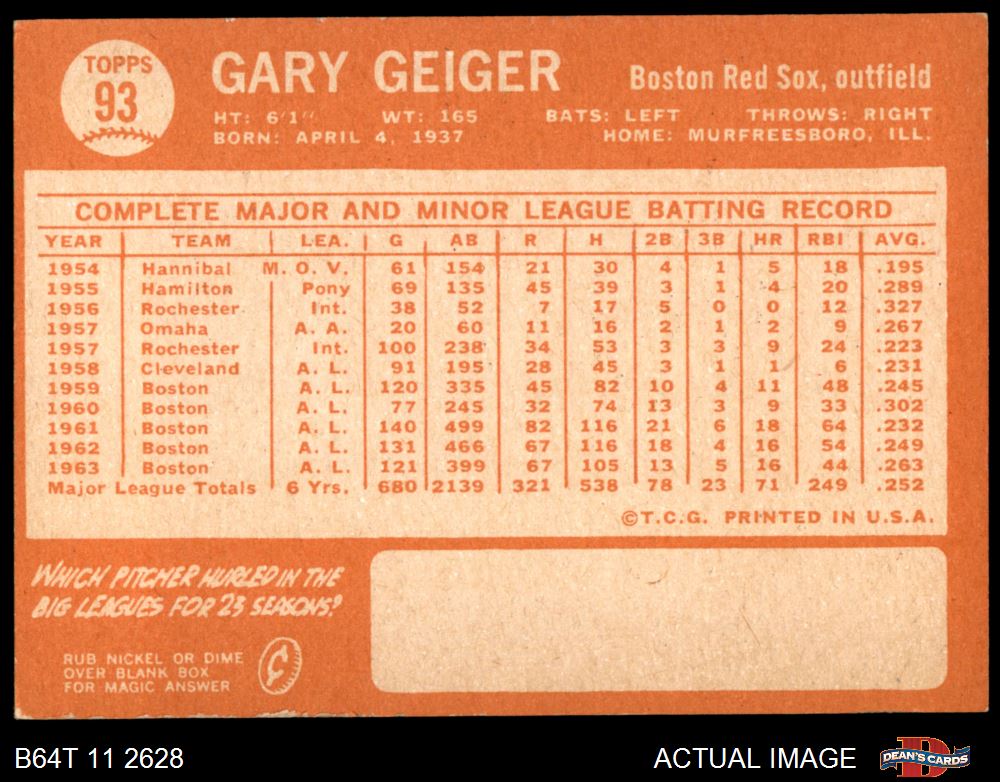 TOPPS
93
GARY GEIGER Boston Red Sox, outfield
HT: 6'1" WT: 165 BATS: LEFT THROWS: RIGHT
BORN: APRIL 4, 1937 HOME: MURFREESBORO, ILL.
COMPLETE MAJOR AND MINOR LEAGUE BATTING RECORD
YEAR TEAM LEA. G AB R H 2B 3B HR RBI AVG.
1954 Hannibal M. O. V. 61 154 21 30 4 1 5 18 .195
1955 Hamilton Pony 69 135 45 39 3 1 4 20 .289
1956 Rochester Int. 38 52 7 17 5 0 0 12 .327
1957 Omaha A. A. 20 60 11 16 2 1 2 9 .267
1957 Rochester Int. 100 238 34 53 3 3 9 24 .223
1958 Cleveland A. L. 91 195 28 45 3 1 1 6 .231
1959 Boston A. L. 120 335 45 82 10 4 11 48 .245
1960 Boston A. L. 77 245 32 74 13 3 9 33 .302
1961 Boston A. L. 140 499 82 116 21 6 18 64 .232
1962 Boston A. L. 131 466 67 116 18 4 16 54 .249
1963 Boston A. L. 121 399 67 105 13 5 16 44 .263
Major League Totals 6 Yrs. 680 2139 321 538 78 23 71 249 .252
©T.C.G. PRINTED IN U.S.A.
WHICH PITCHER HURLED IN THE
BIG LEAGUES FOR 23 SEASONS?
RUB NICKEL OR DIME
OVER BLANK BOX
FOR MAGIC ANSWER
¢
B64T 11 2628 ACTUAL IMAGE D DEAN'S CARDS